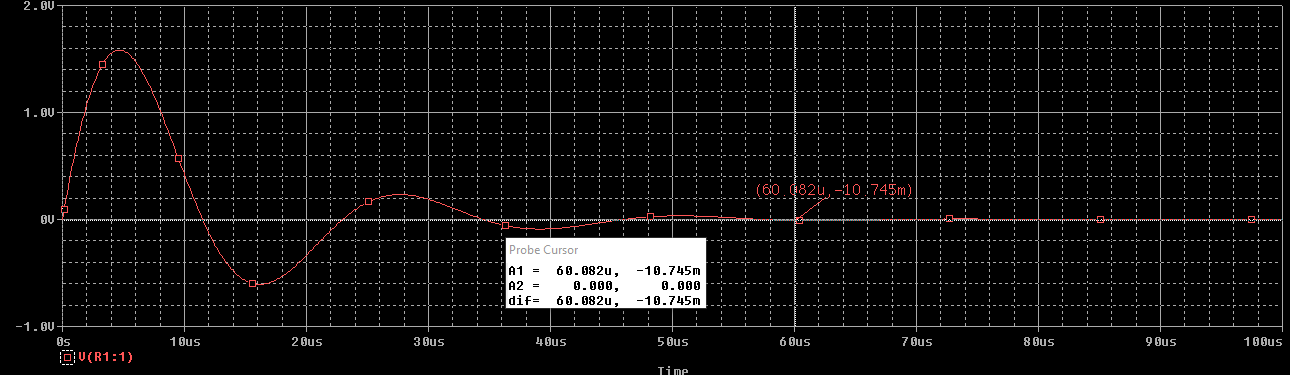 2.0V
1.0V
0V
-1.0V
(60.082u,-10.745m)
Probe Cursor
A1 = 60.082u, -10.745m
A2 = 0.000, 0.000
dif= 60.082u, -10.745m
0s 10us 20us 30us 40us 50us 60us 70us 80us 90us 100us
V(R1:1)
Time